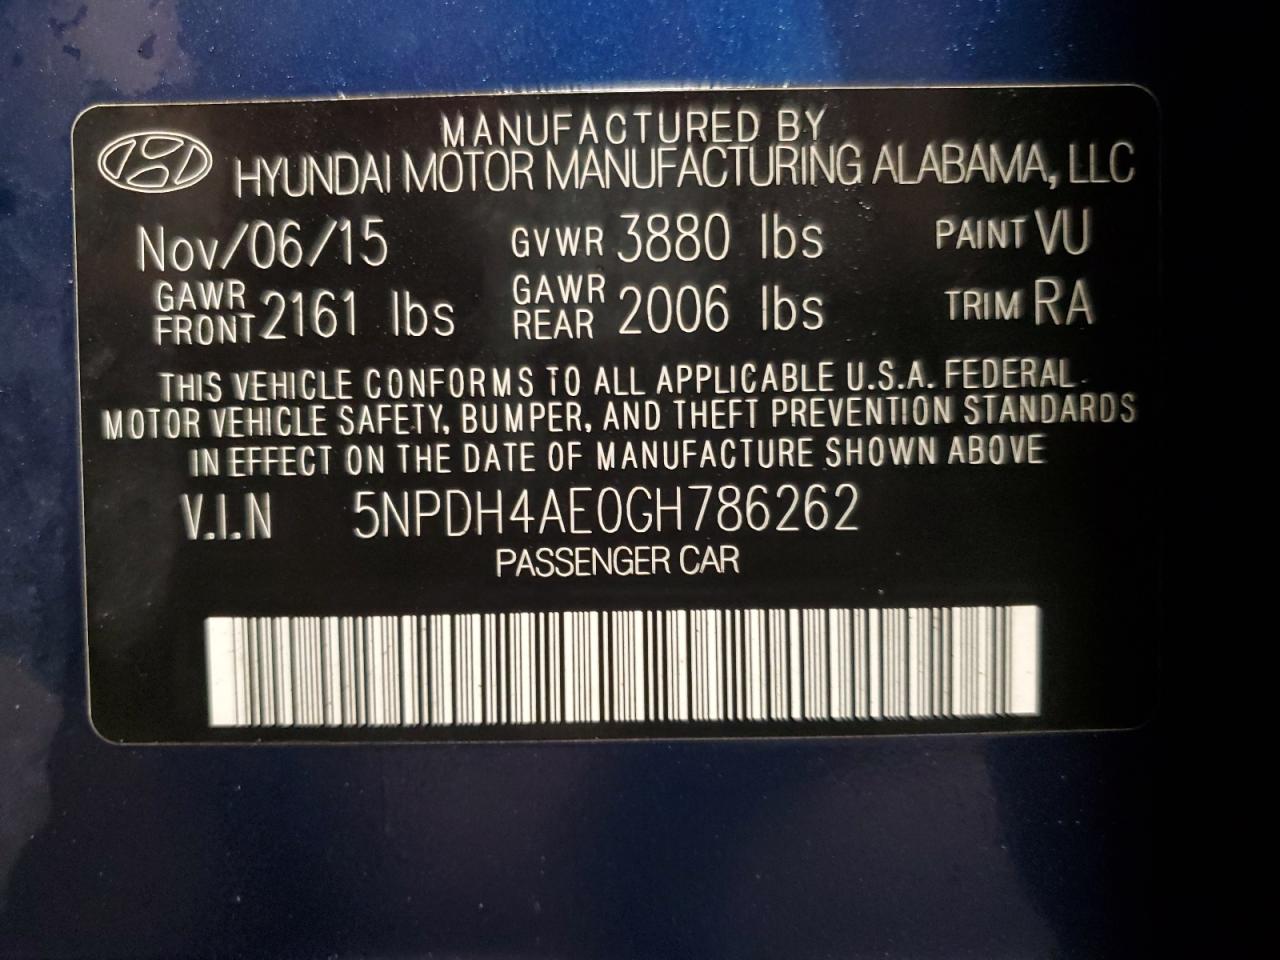 MANUFACTURED BY
HYUNDAI MOTOR MANUFACTURING ALABAMA, LLC
Nov/06/15 GVWR 3880 lbs PAINT VU
GAWR FRONT 2161 lbs GAWR REAR 2006 lbs TRIM RA
THIS VEHICLE CONFORMS TO ALL APPLICABLE U.S.A. FEDERAL
MOTOR VEHICLE SAFETY, BUMPER, AND THEFT PREVENTION STANDARDS
IN EFFECT ON THE DATE OF MANUFACTURE SHOWN ABOVE
V.I.N 5NPDH4AE0GH786262
PASSENGER CAR